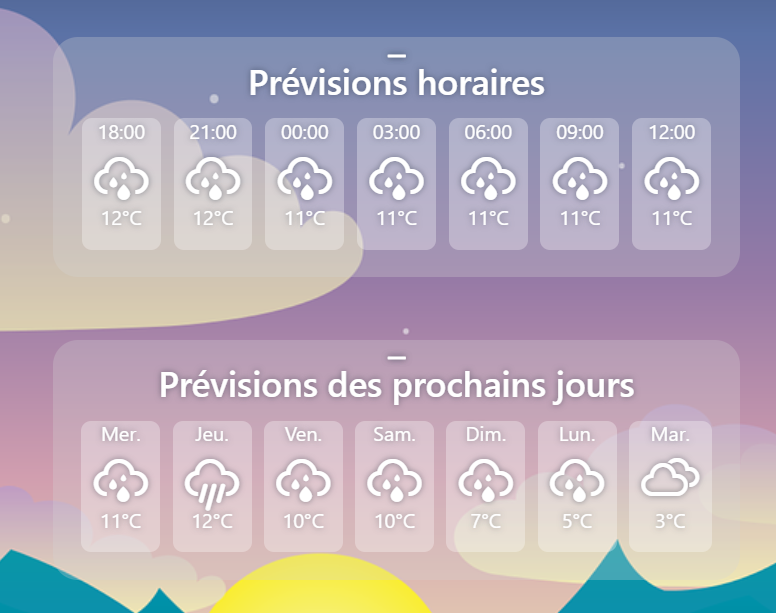 Prévisions horaires
18:00 21:00 00:00 03:00 06:00 09:00 12:00
12°C 12°C 11°C 11°C 11°C 11°C 11°C
Prévisions des prochains jours
Mer. Jeu. Ven. Sam. Dim. Lun. Mar.
11°C 12°C 10°C 10°C 7°C 5°C 3°C